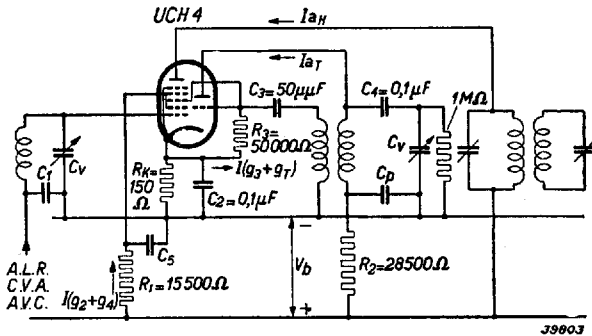 UCH 4
IaH
IaT
C3=50μμF
C4=0,1μF
1MΩ
R3=
50000Ω
Cv
C1
Cv
RK=
150
Ω
I(g3+gT)
C2=0,1μF
Cp
C5
Vb
−
+
A.L.R.
C.V.A.
A.V.C.
I(g2+g4)
R1=15500Ω
R2=28500Ω
39803